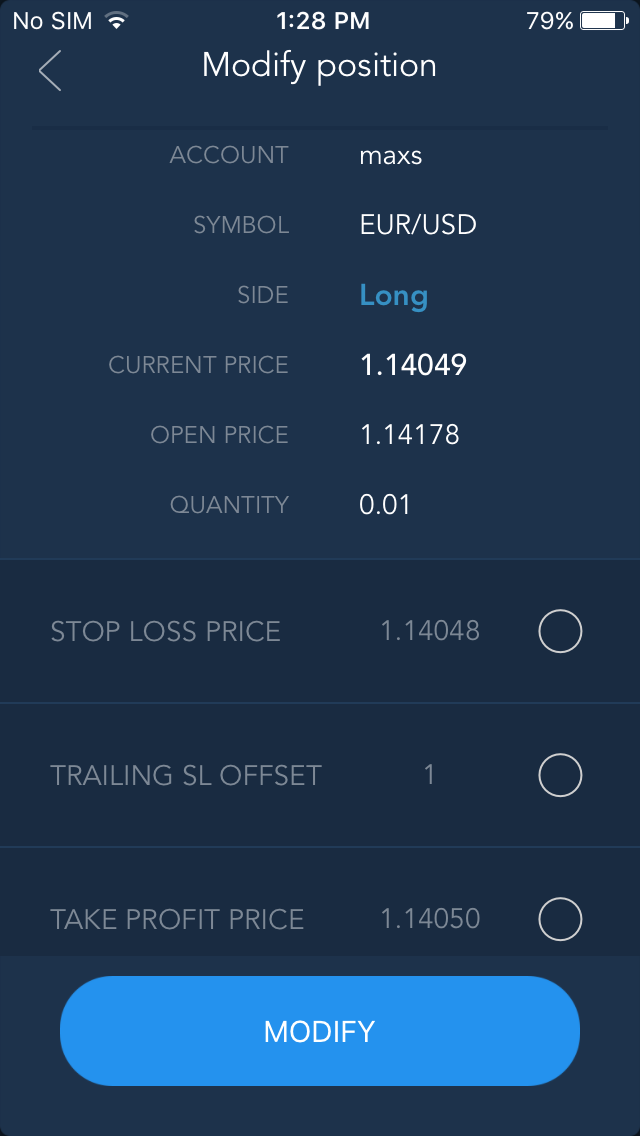 No SIM 1:28 PM 79%
Modify position
ACCOUNT maxs
SYMBOL EUR/USD
SIDE Long
CURRENT PRICE 1.14049
OPEN PRICE 1.14178
QUANTITY 0.01
STOP LOSS PRICE 1.14048
TRAILING SL OFFSET 1
TAKE PROFIT PRICE 1.14050
MODIFY